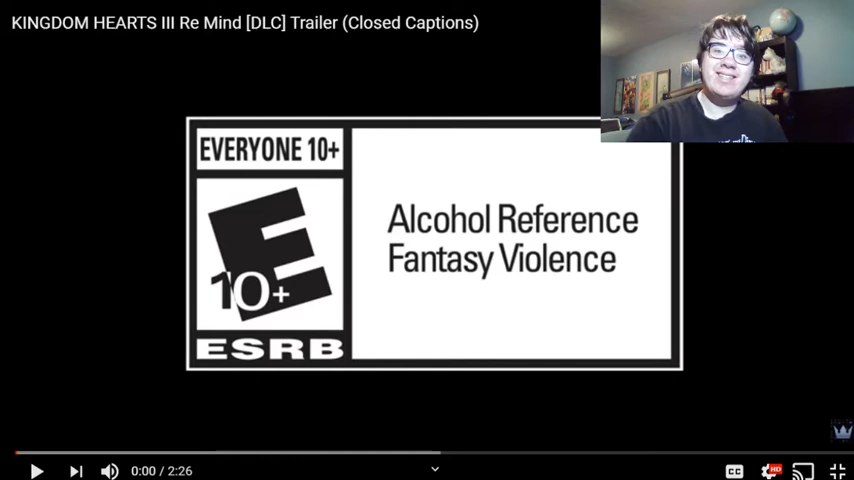 KINGDOM HEARTS III Re Mind [DLC] Trailer (Closed Captions)
EVERYONE 10+
Alcohol Reference
Fantasy Violence
E
10+
ESRB
0:00 / 2:26
CC
HD